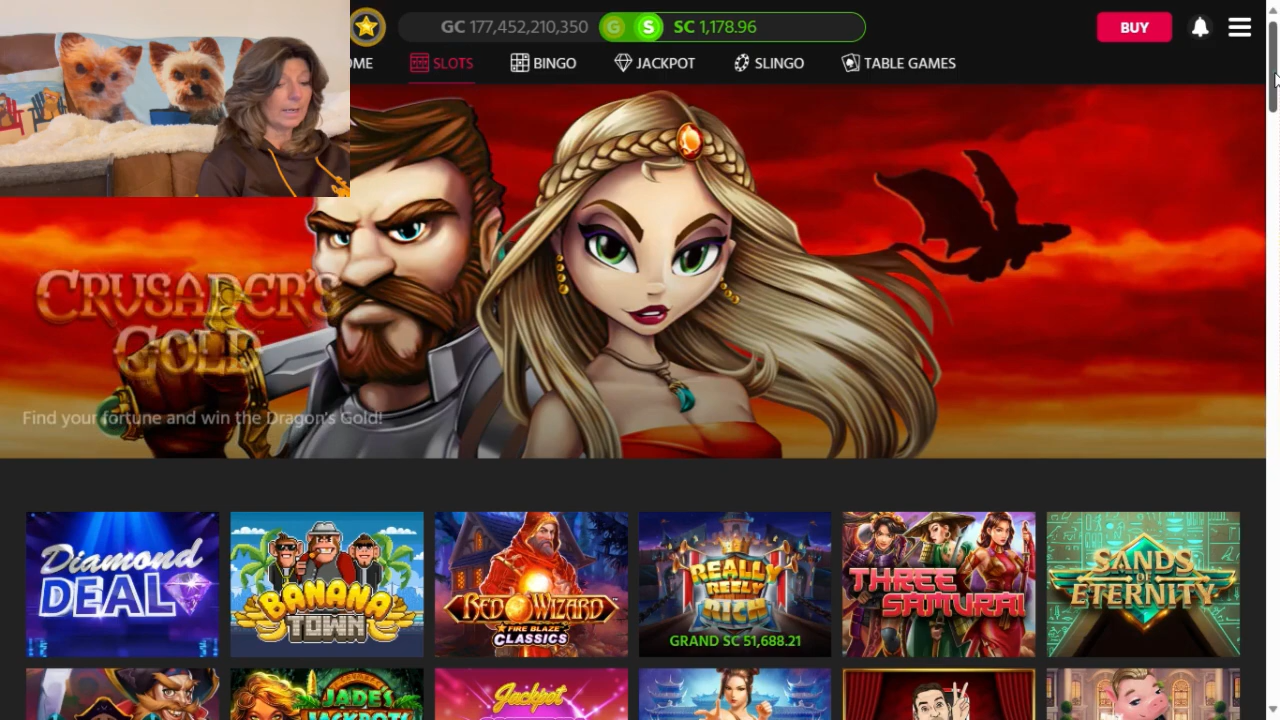 GC 177,452,210,350 G S SC 1,178.96
BUY
OME SLOTS BINGO JACKPOT SLINGO TABLE GAMES
CRUSADER'S
GOLD
Find your fortune and win the Dragon's Gold!
Diamond
DEAL
BANANA
TOWN
RED WIZARD
FIRE BLAZE
CLASSICS
REALLY
REELY
RICH
GRAND SC 51,688.21
THREE
SAMURAI
SANDS
OF
ETERNITY
JADE'S
JACKPOT!
Jackpot